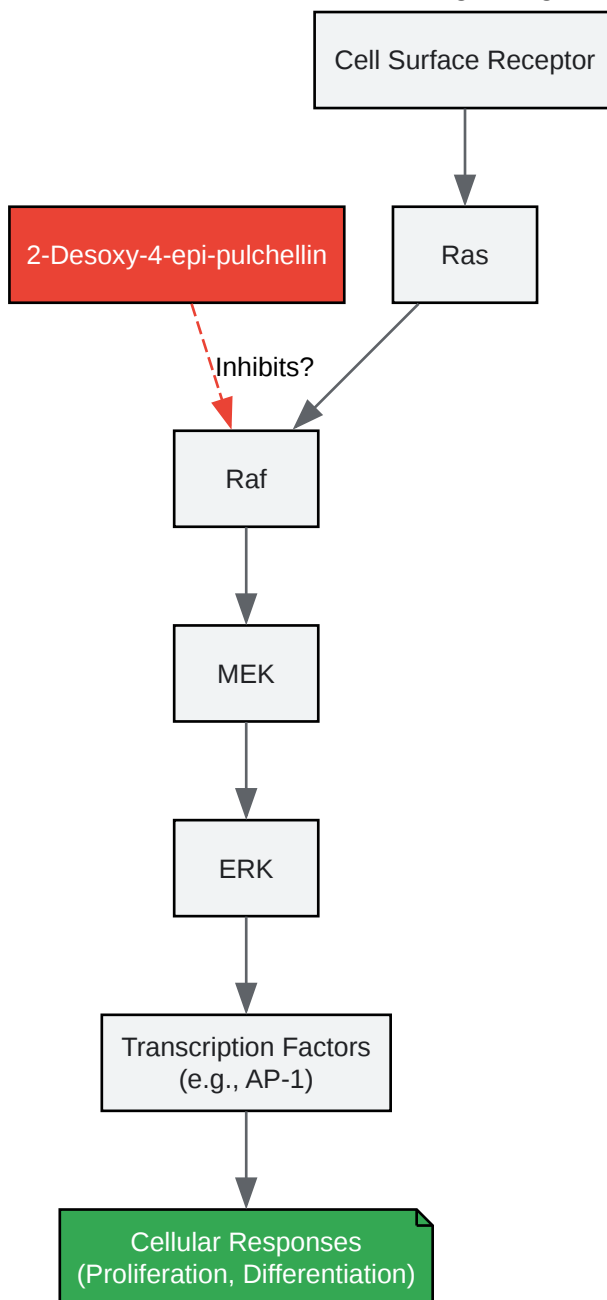 Cell Surface Receptor
2-Desoxy-4-epi-pulchellin
Ras
Inhibits?
Raf
MEK
ERK
Transcription Factors
(e.g., AP-1)
Cellular Responses
(Proliferation, Differentiation)